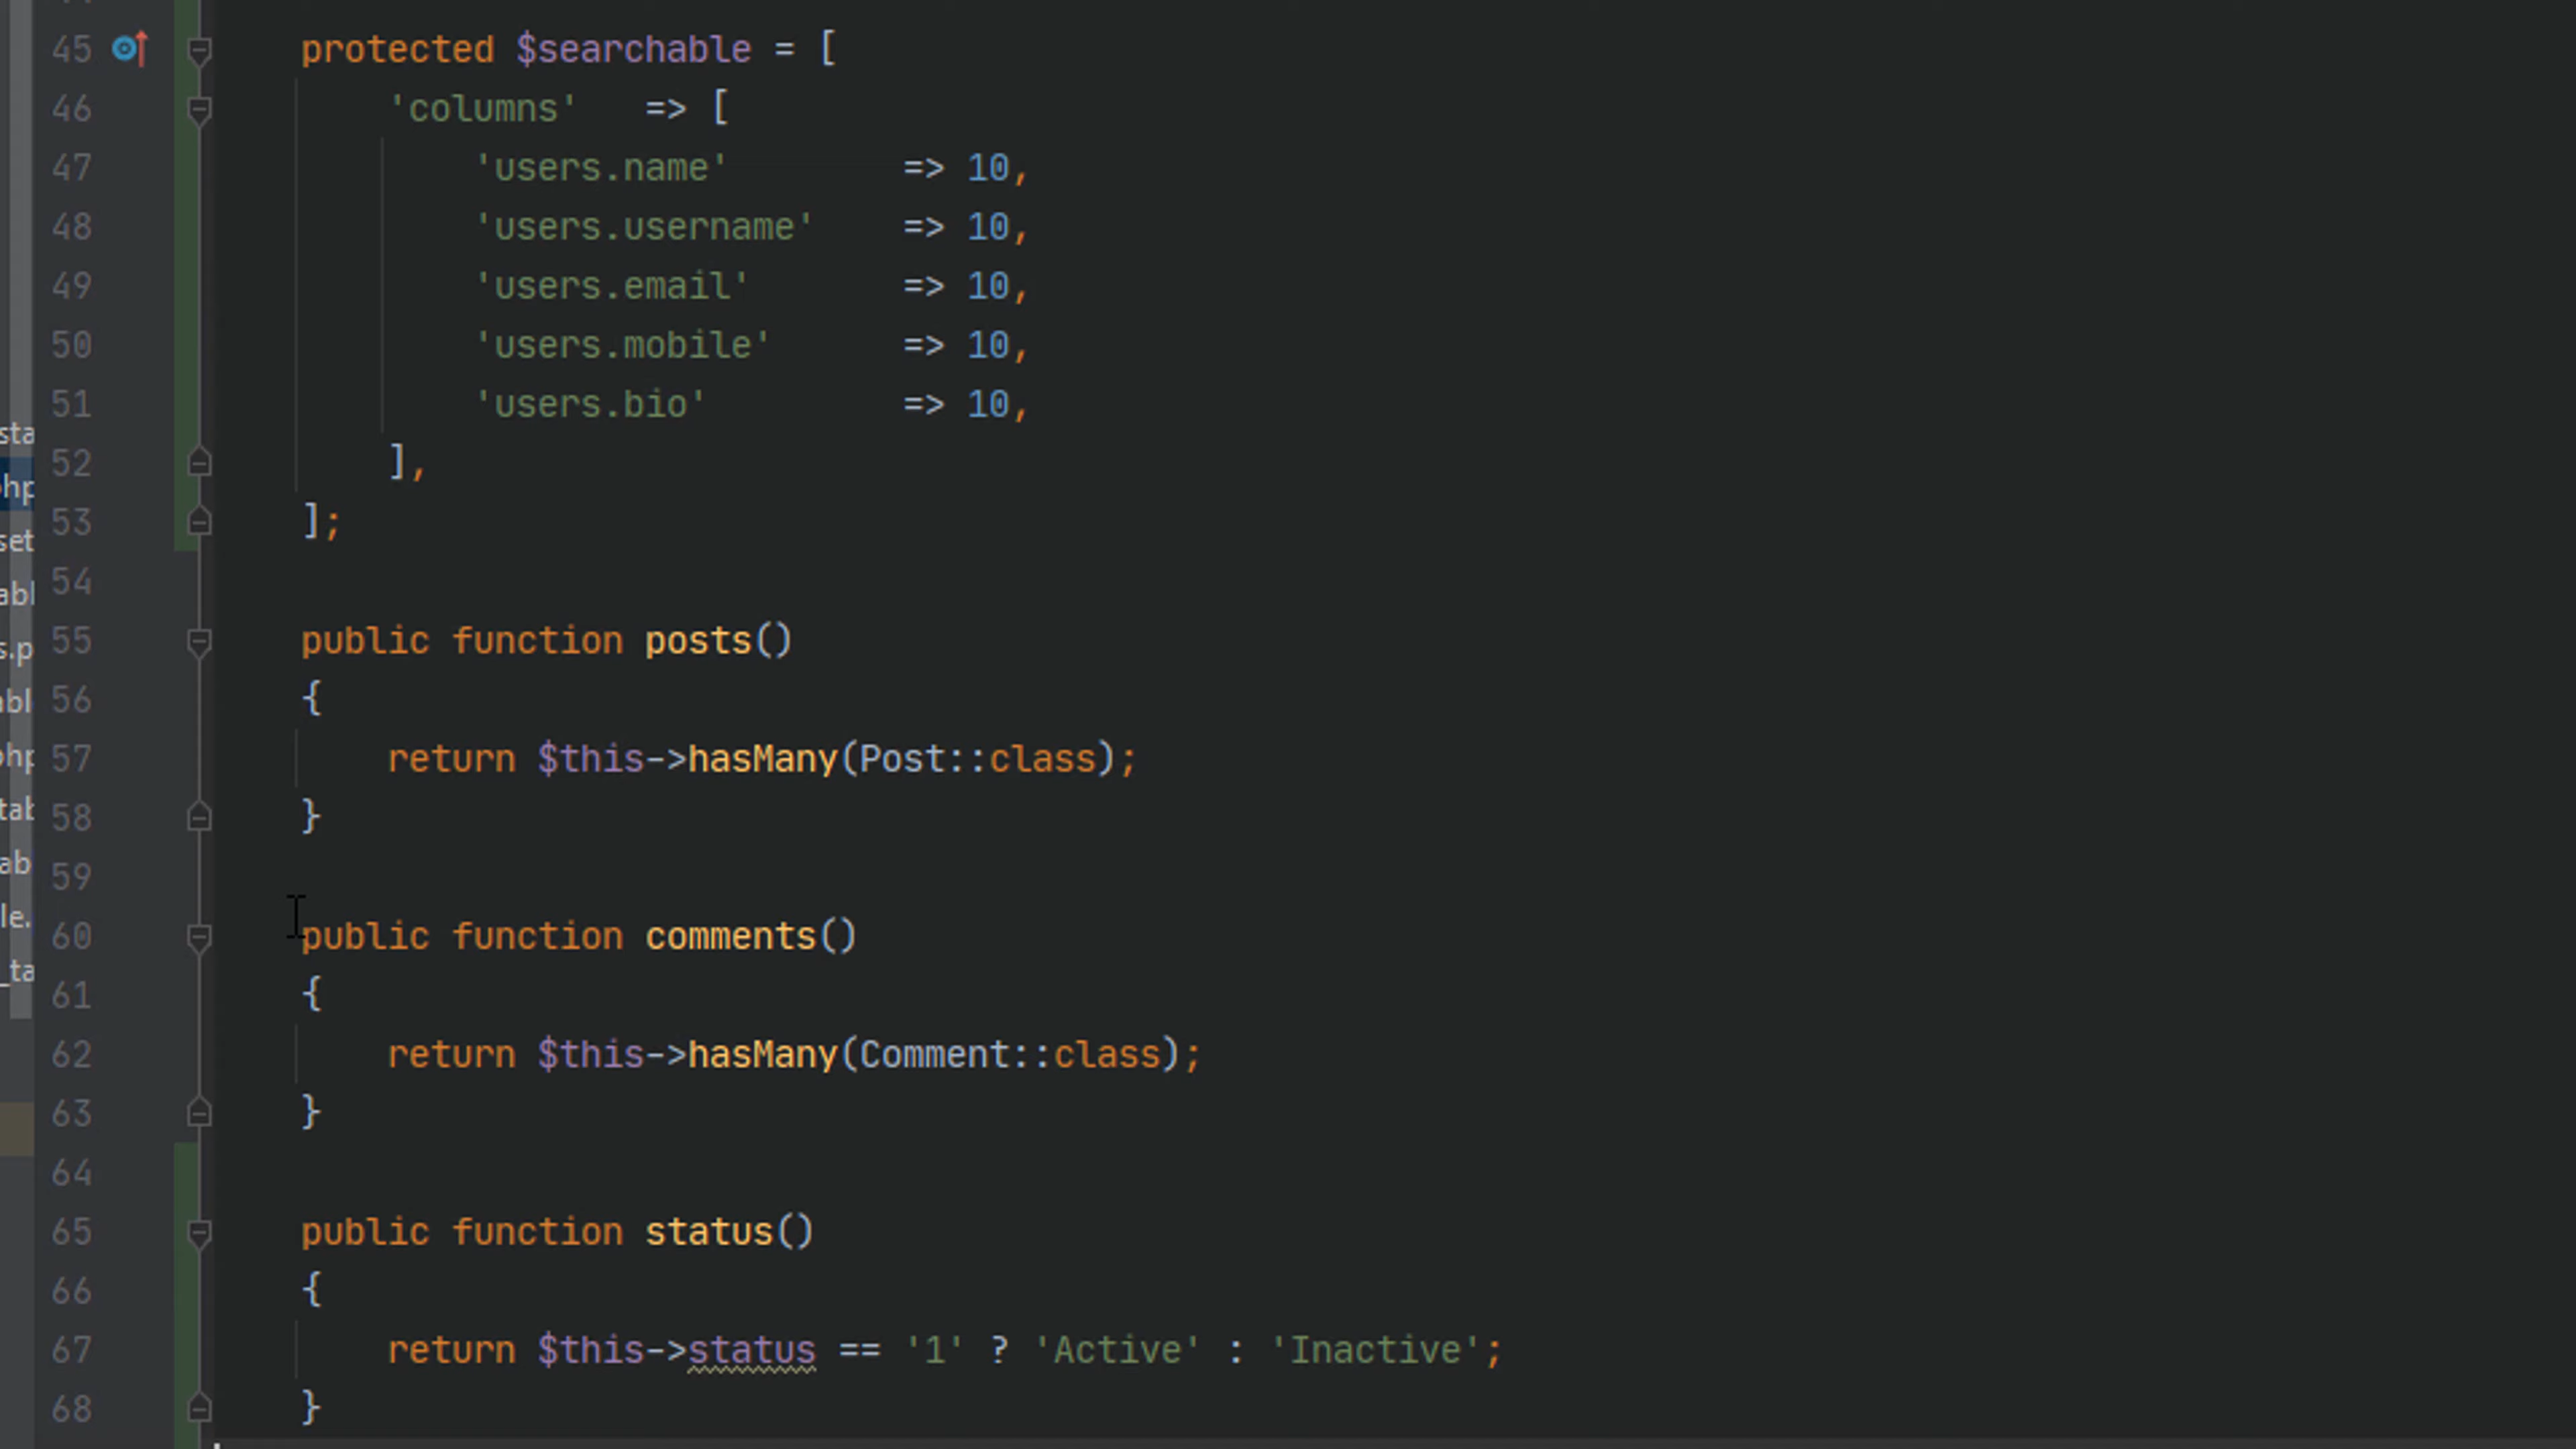 45 protected $searchable = [
46 'columns' => [
47 'users.name' => 10,
48 'users.username' => 10,
49 'users.email' => 10,
50 'users.mobile' => 10,
51 'users.bio' => 10,
52 ],
53 ];
54
55 public function posts()
56 {
57 return $this->hasMany(Post::class);
58 }
59
60 public function comments()
61 {
62 return $this->hasMany(Comment::class);
63 }
64
65 public function status()
66 {
67 return $this->status == '1' ? 'Active' : 'Inactive';
68 }